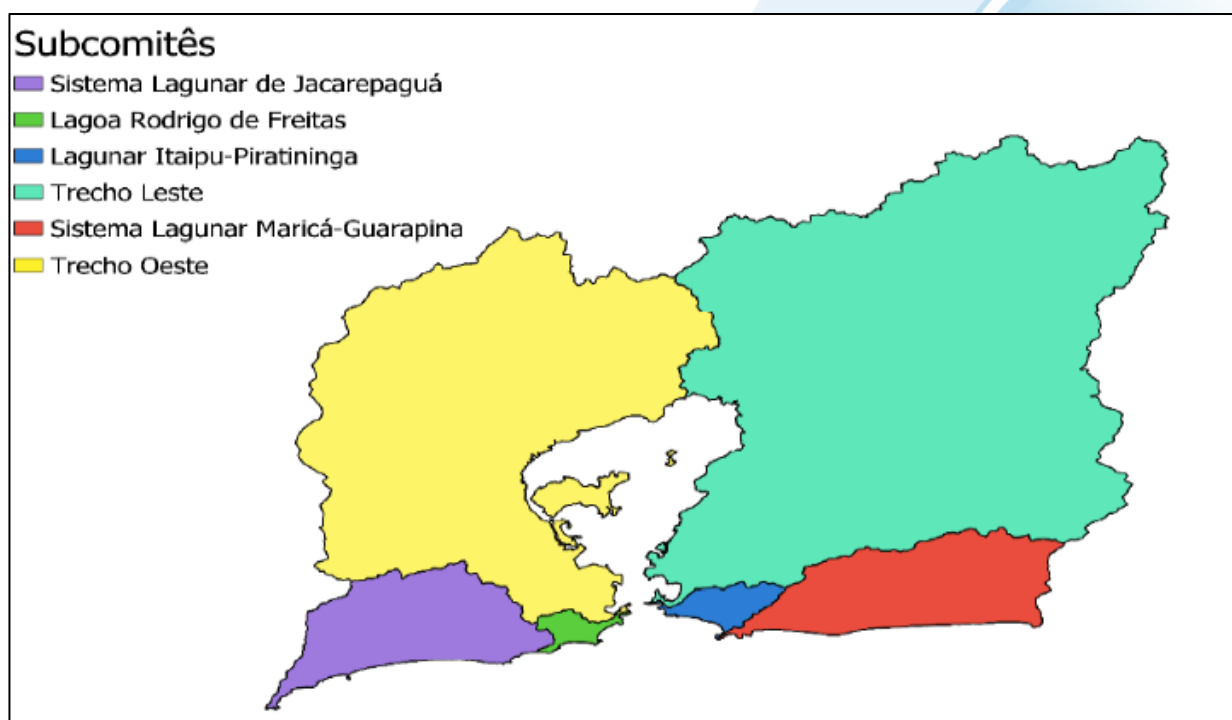 Subcomitês
Sistema Lagunar de Jacarepaguá
Lagoa Rodrigo de Freitas
Lagunar Itaipu-Piratininga
Trecho Leste
Sistema Lagunar Maricá-Guarapina
Trecho Oeste